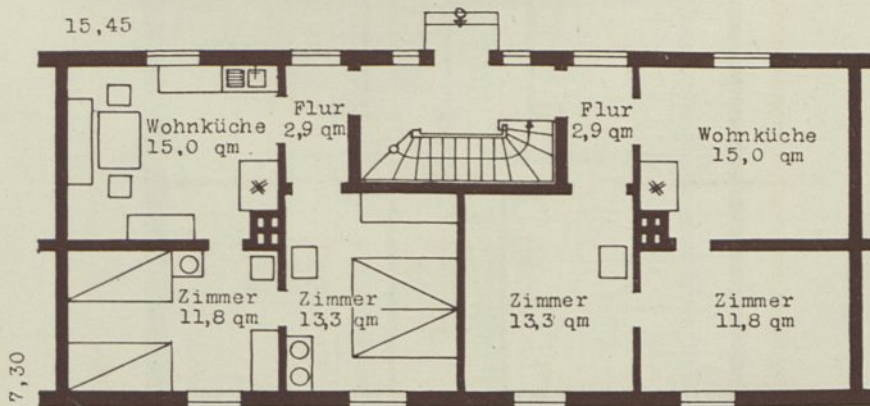 15,45
Flur
2,9 qm
Flur
2,9 qm
Wohnküche
15,0 qm
Wohnküche
15,0 qm
Zimmer
11,8 qm
Zimmer
13,3 qm
Zimmer
13,3 qm
Zimmer
11,8 qm
7,30